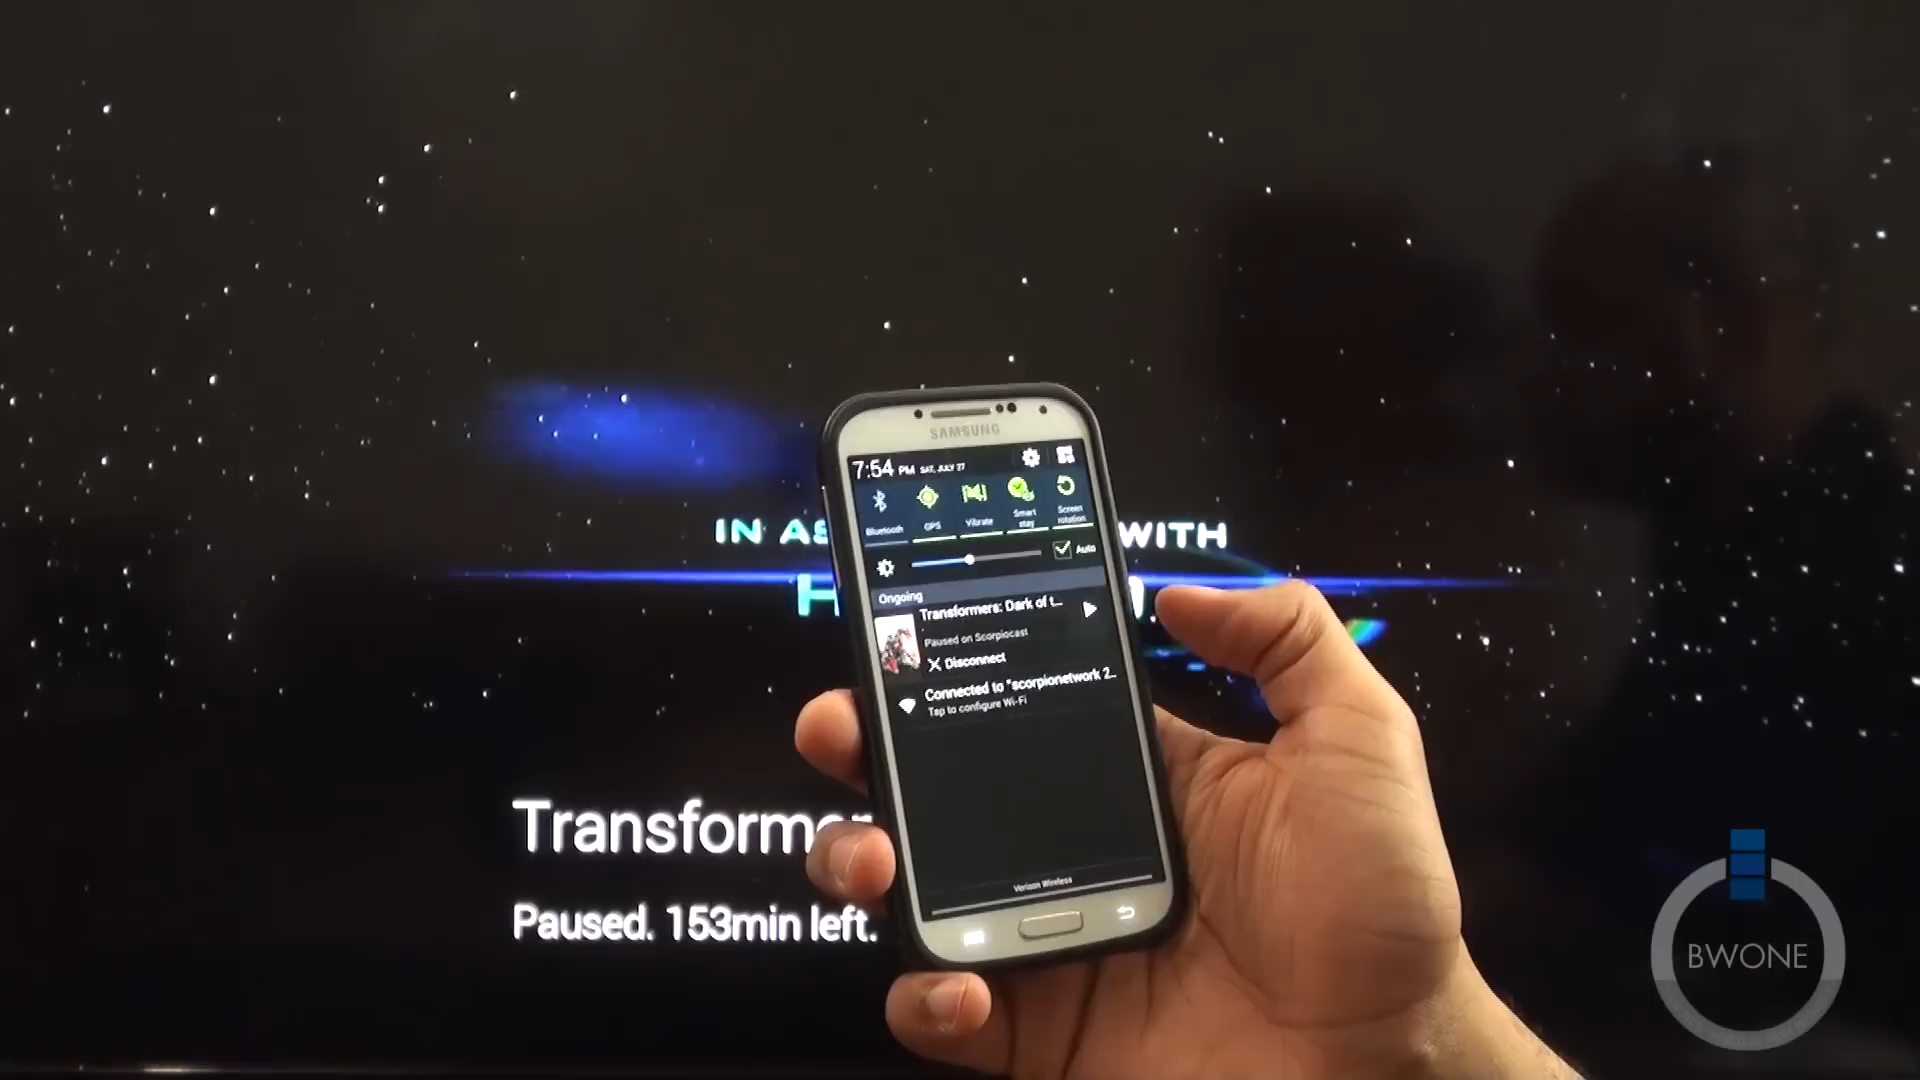 SAMSUNG
7:54 PM SAT, JULY 27
Bluetooth
GPS
Vibrate
Smart stay
Screen rotation
IN AS
WITH
Auto
Ongoing
H
Transformers: Dark of t...
Paused on Scorpiocast
Disconnect
Connected to "scorpionetwork 2...
Tap to configure Wi-Fi
Transformer
Paused. 153min left.
Verizon Wireless
BWONE